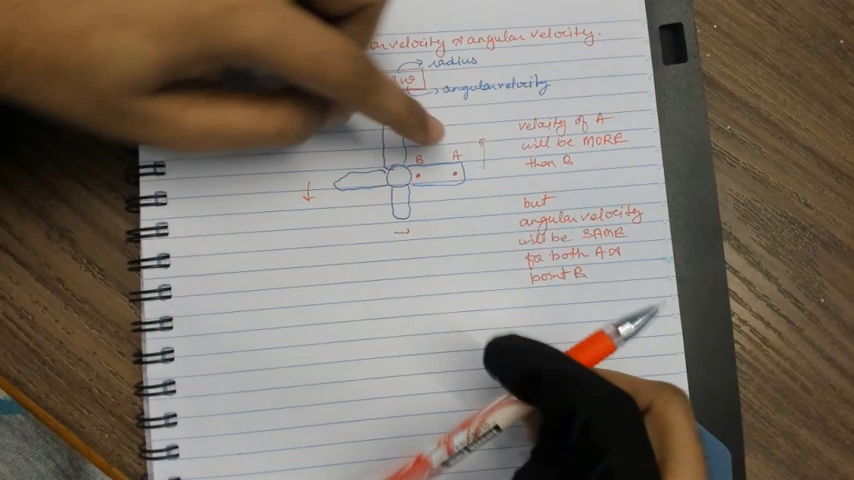 velocity & angular velocity.
radius
rω
angular velocity
B A
velocity of A
will be MORE
than B
but
angular velocity
will be SAME
for both A &
point B